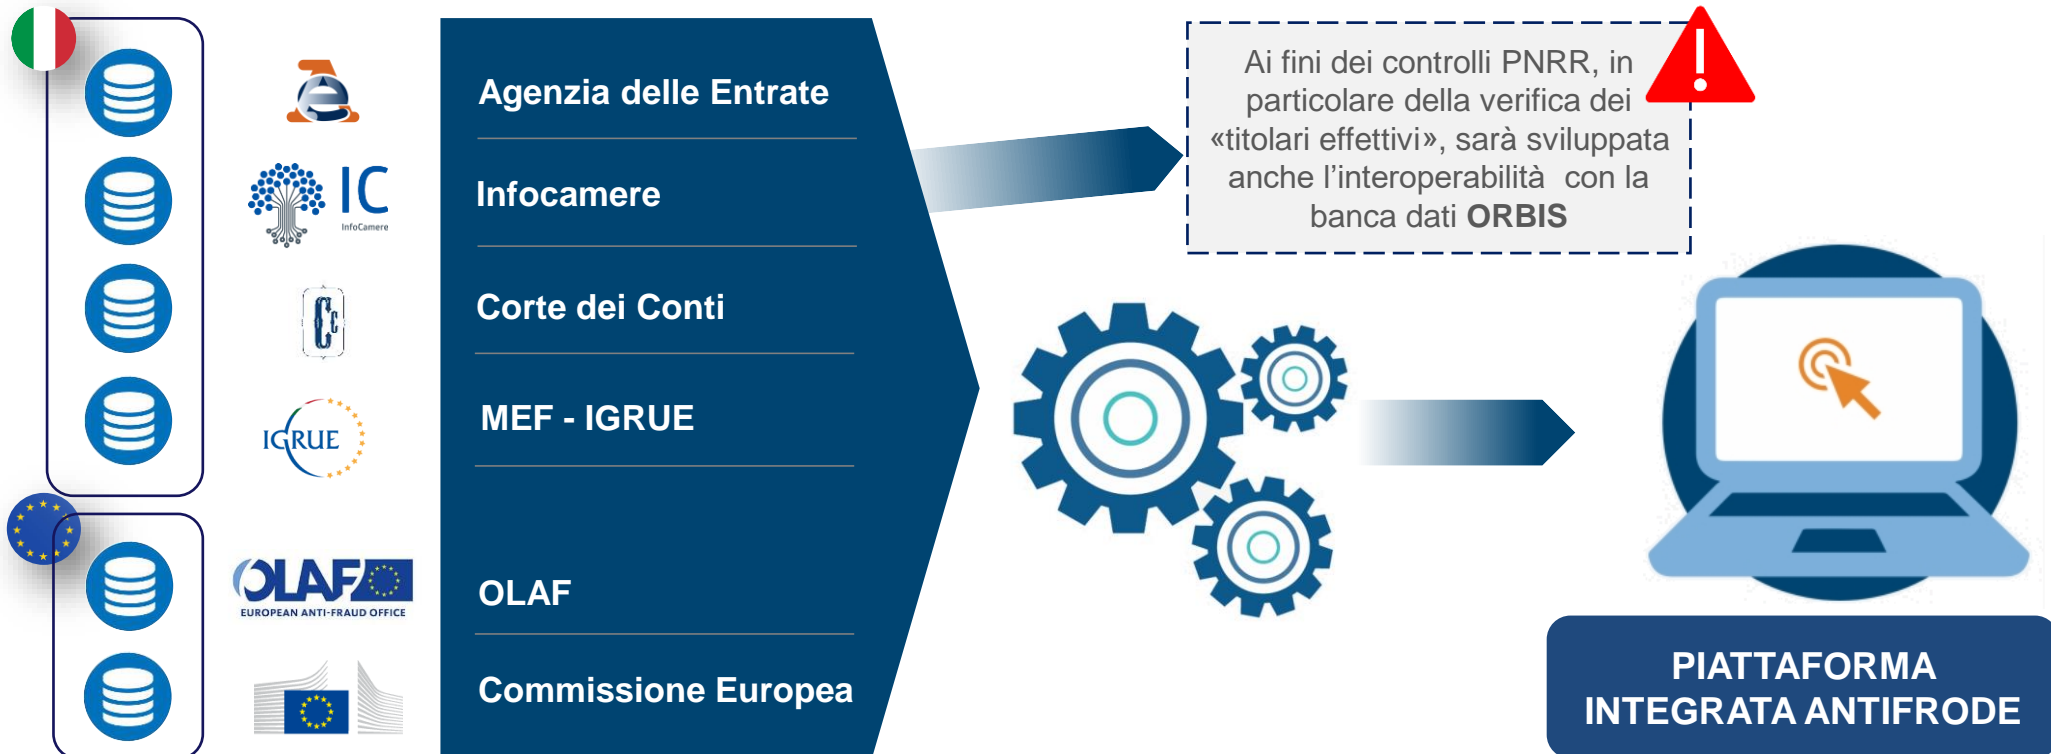 Agenzia delle Entrate
Infocamere
Corte dei Conti
MEF - IGRUE
OLAF
Commissione Europea
IC
InfoCamere
IGRUE
OLAF
EUROPEAN ANTI-FRAUD OFFICE
Ai fini dei controlli PNRR, in
particolare della verifica dei
«titolari effettivi», sarà sviluppata
anche l'interoperabilità con la
banca dati ORBIS
PIATTAFORMA
INTEGRATA ANTIFRODE